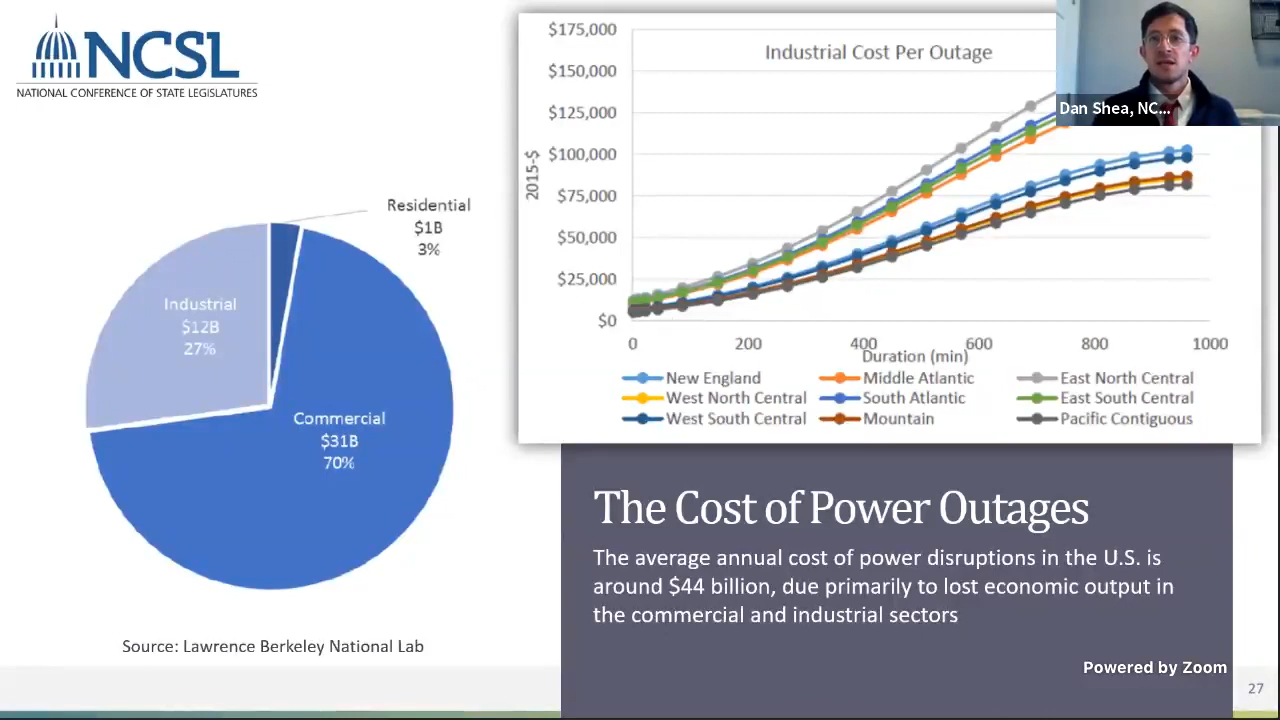 NCSL
NATIONAL CONFERENCE OF STATE LEGISLATURES
Residential
$1B
3%
Industrial
$12B
27%
Commercial
$31B
70%
Source: Lawrence Berkeley National Lab
Industrial Cost Per Outage
2015-$
$175,000
$150,000
$125,000
$100,000
$75,000
$50,000
$25,000
$0
0 200 400 600 800 1000
Duration (min)
New England Middle Atlantic East North Central
West North Central South Atlantic East South Central
West South Central Mountain Pacific Contiguous
Dan Shea, NC...
The Cost of Power Outages
The average annual cost of power disruptions in the U.S. is
around $44 billion, due primarily to lost economic output in
the commercial and industrial sectors
Powered by Zoom
27